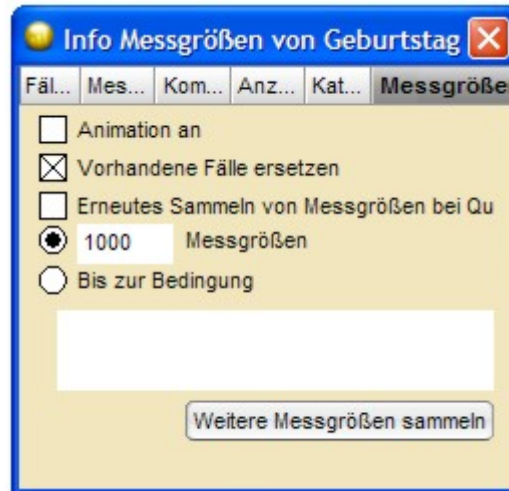 Info Messgrößen von Geburtstag
Fäl... Mes... Kom... Anz... Kat... Messgröße
Animation an
Vorhandene Fälle ersetzen
Erneutes Sammeln von Messgrößen bei Qu
1000 Messgrößen
Bis zur Bedingung
Weitere Messgrößen sammeln